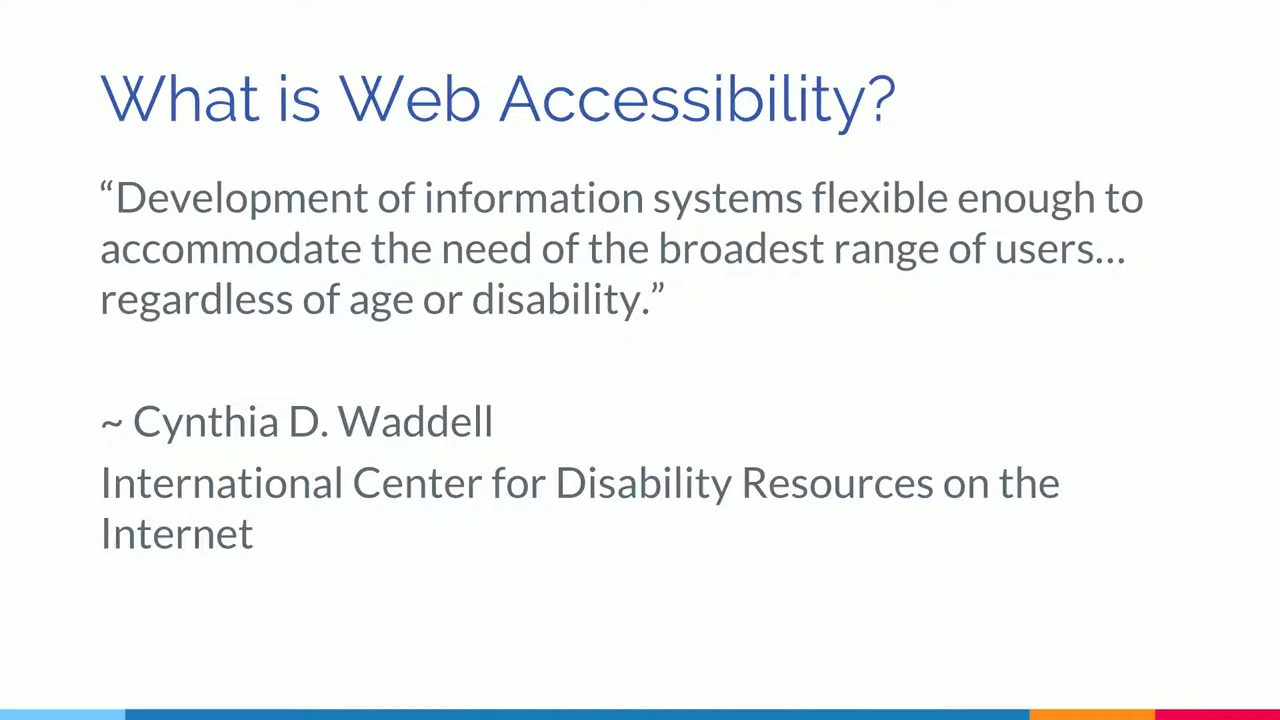 What is Web Accessibility?
“Development of information systems flexible enough to
accommodate the need of the broadest range of users…
regardless of age or disability.”
~ Cynthia D. Waddell
International Center for Disability Resources on the
Internet